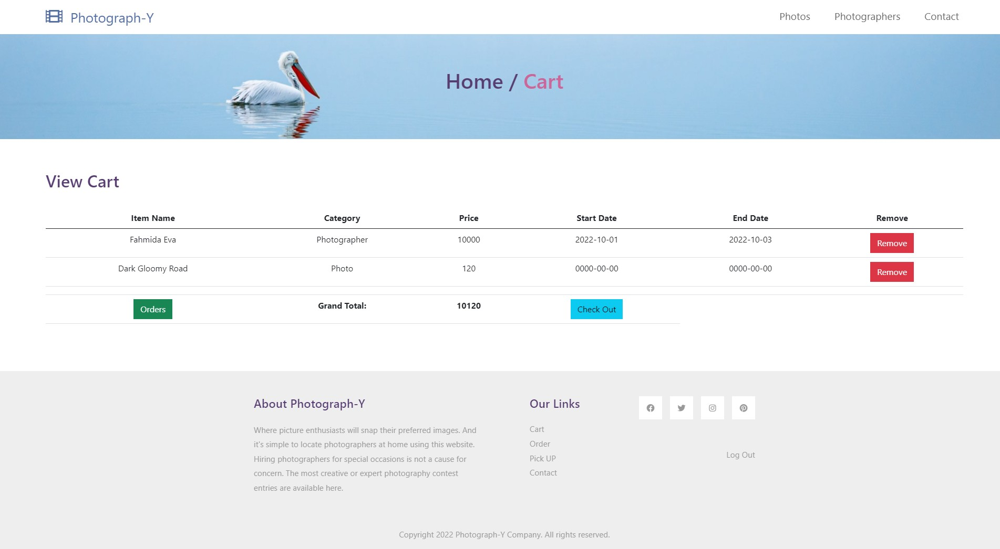 Photograph-Y
Photos Photographers Contact
Home / Cart
View Cart
Item Name Category Price Start Date End Date Remove
Fahmida Eva Photographer 10000 2022-10-01 2022-10-03 Remove
Dark Gloomy Road Photo 120 0000-00-00 0000-00-00 Remove
Orders Grand Total: 10120 Check Out
About Photograph-Y
Where picture enthusiasts will snap their preferred images. And
it's simple to locate photographers at home using this website.
Hiring photographers for special occasions is not a cause for
concern. The most creative or expert photography contest
entries are available here.
Our Links
Cart
Order
Pick UP
Contact
Log Out
Copyright 2022 Photograph-Y Company. All rights reserved.